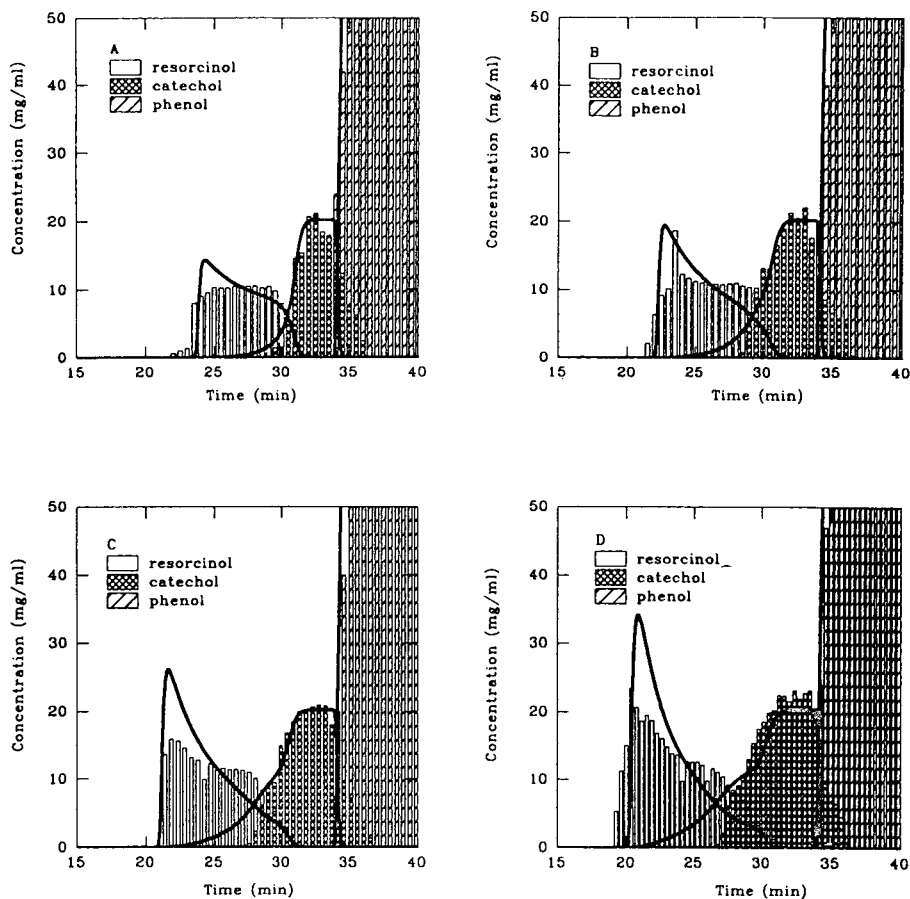 A
resorcinol
catechol
phenol
Concentration (mg/ml)
50
40
30
20
10
0
15 20 25 30 35 40
Time (min)
B
resorcinol
catechol
phenol
Concentration (mg/ml)
50
40
30
20
10
0
15 20 25 30 35 40
Time (min)
C
resorcinol
catechol
phenol
Concentration (mg/ml)
50
40
30
20
10
0
15 20 25 30 35 40
Time (min)
D
resorcinol
catechol
phenol
Concentration (mg/ml)
50
40
30
20
10
0
15 20 25 30 35 40
Time (min)